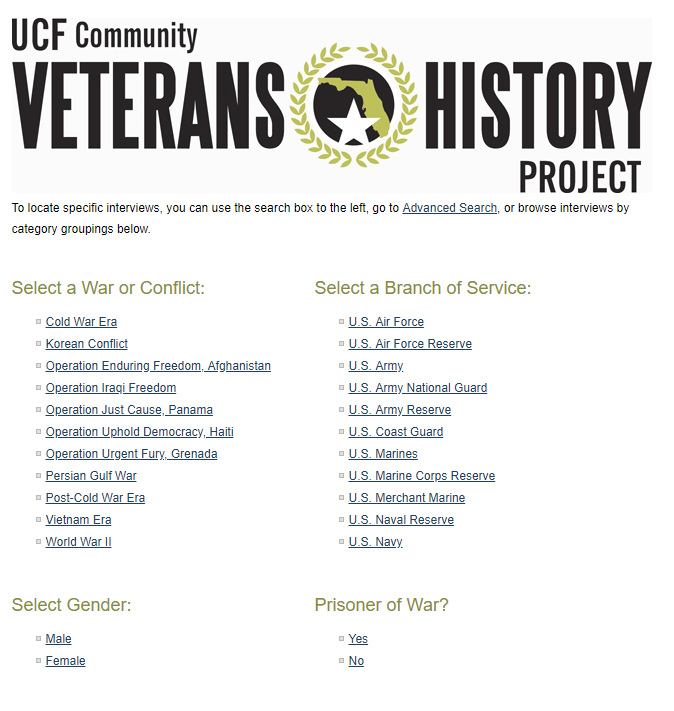 UCF Community
VETERANS HISTORY
PROJECT
To locate specific interviews, you can use the search box to the left, go to Advanced Search, or browse interviews by
category groupings below.
Select a War or Conflict:
Cold War Era
Korean Conflict
Operation Enduring Freedom, Afghanistan
Operation Iraqi Freedom
Operation Just Cause, Panama
Operation Uphold Democracy, Haiti
Operation Urgent Fury, Grenada
Persian Gulf War
Post-Cold War Era
Vietnam Era
World War II
Select a Branch of Service:
U.S. Air Force
U.S. Air Force Reserve
U.S. Army
U.S. Army National Guard
U.S. Army Reserve
U.S. Coast Guard
U.S. Marines
U.S. Marine Corps Reserve
U.S. Merchant Marine
U.S. Naval Reserve
U.S. Navy
Select Gender:
Male
Female
Prisoner of War?
Yes
No